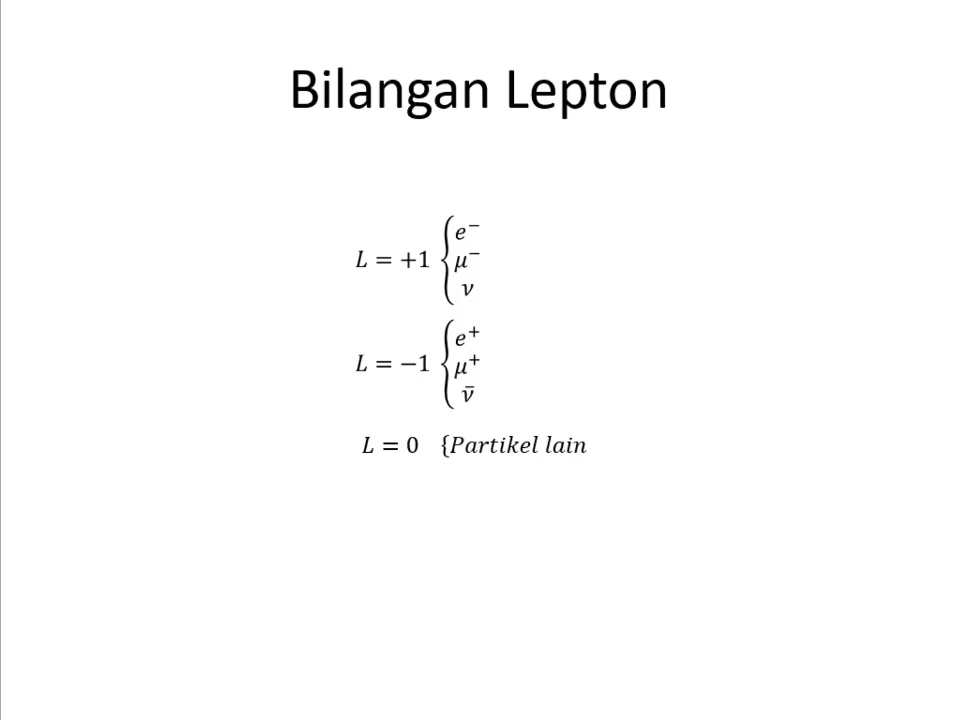 Bilangan Lepton
L = +1 { e⁻
μ⁻
ν
L = −1 { e⁺
μ⁺
ν̄
L = 0 {Partikel lain